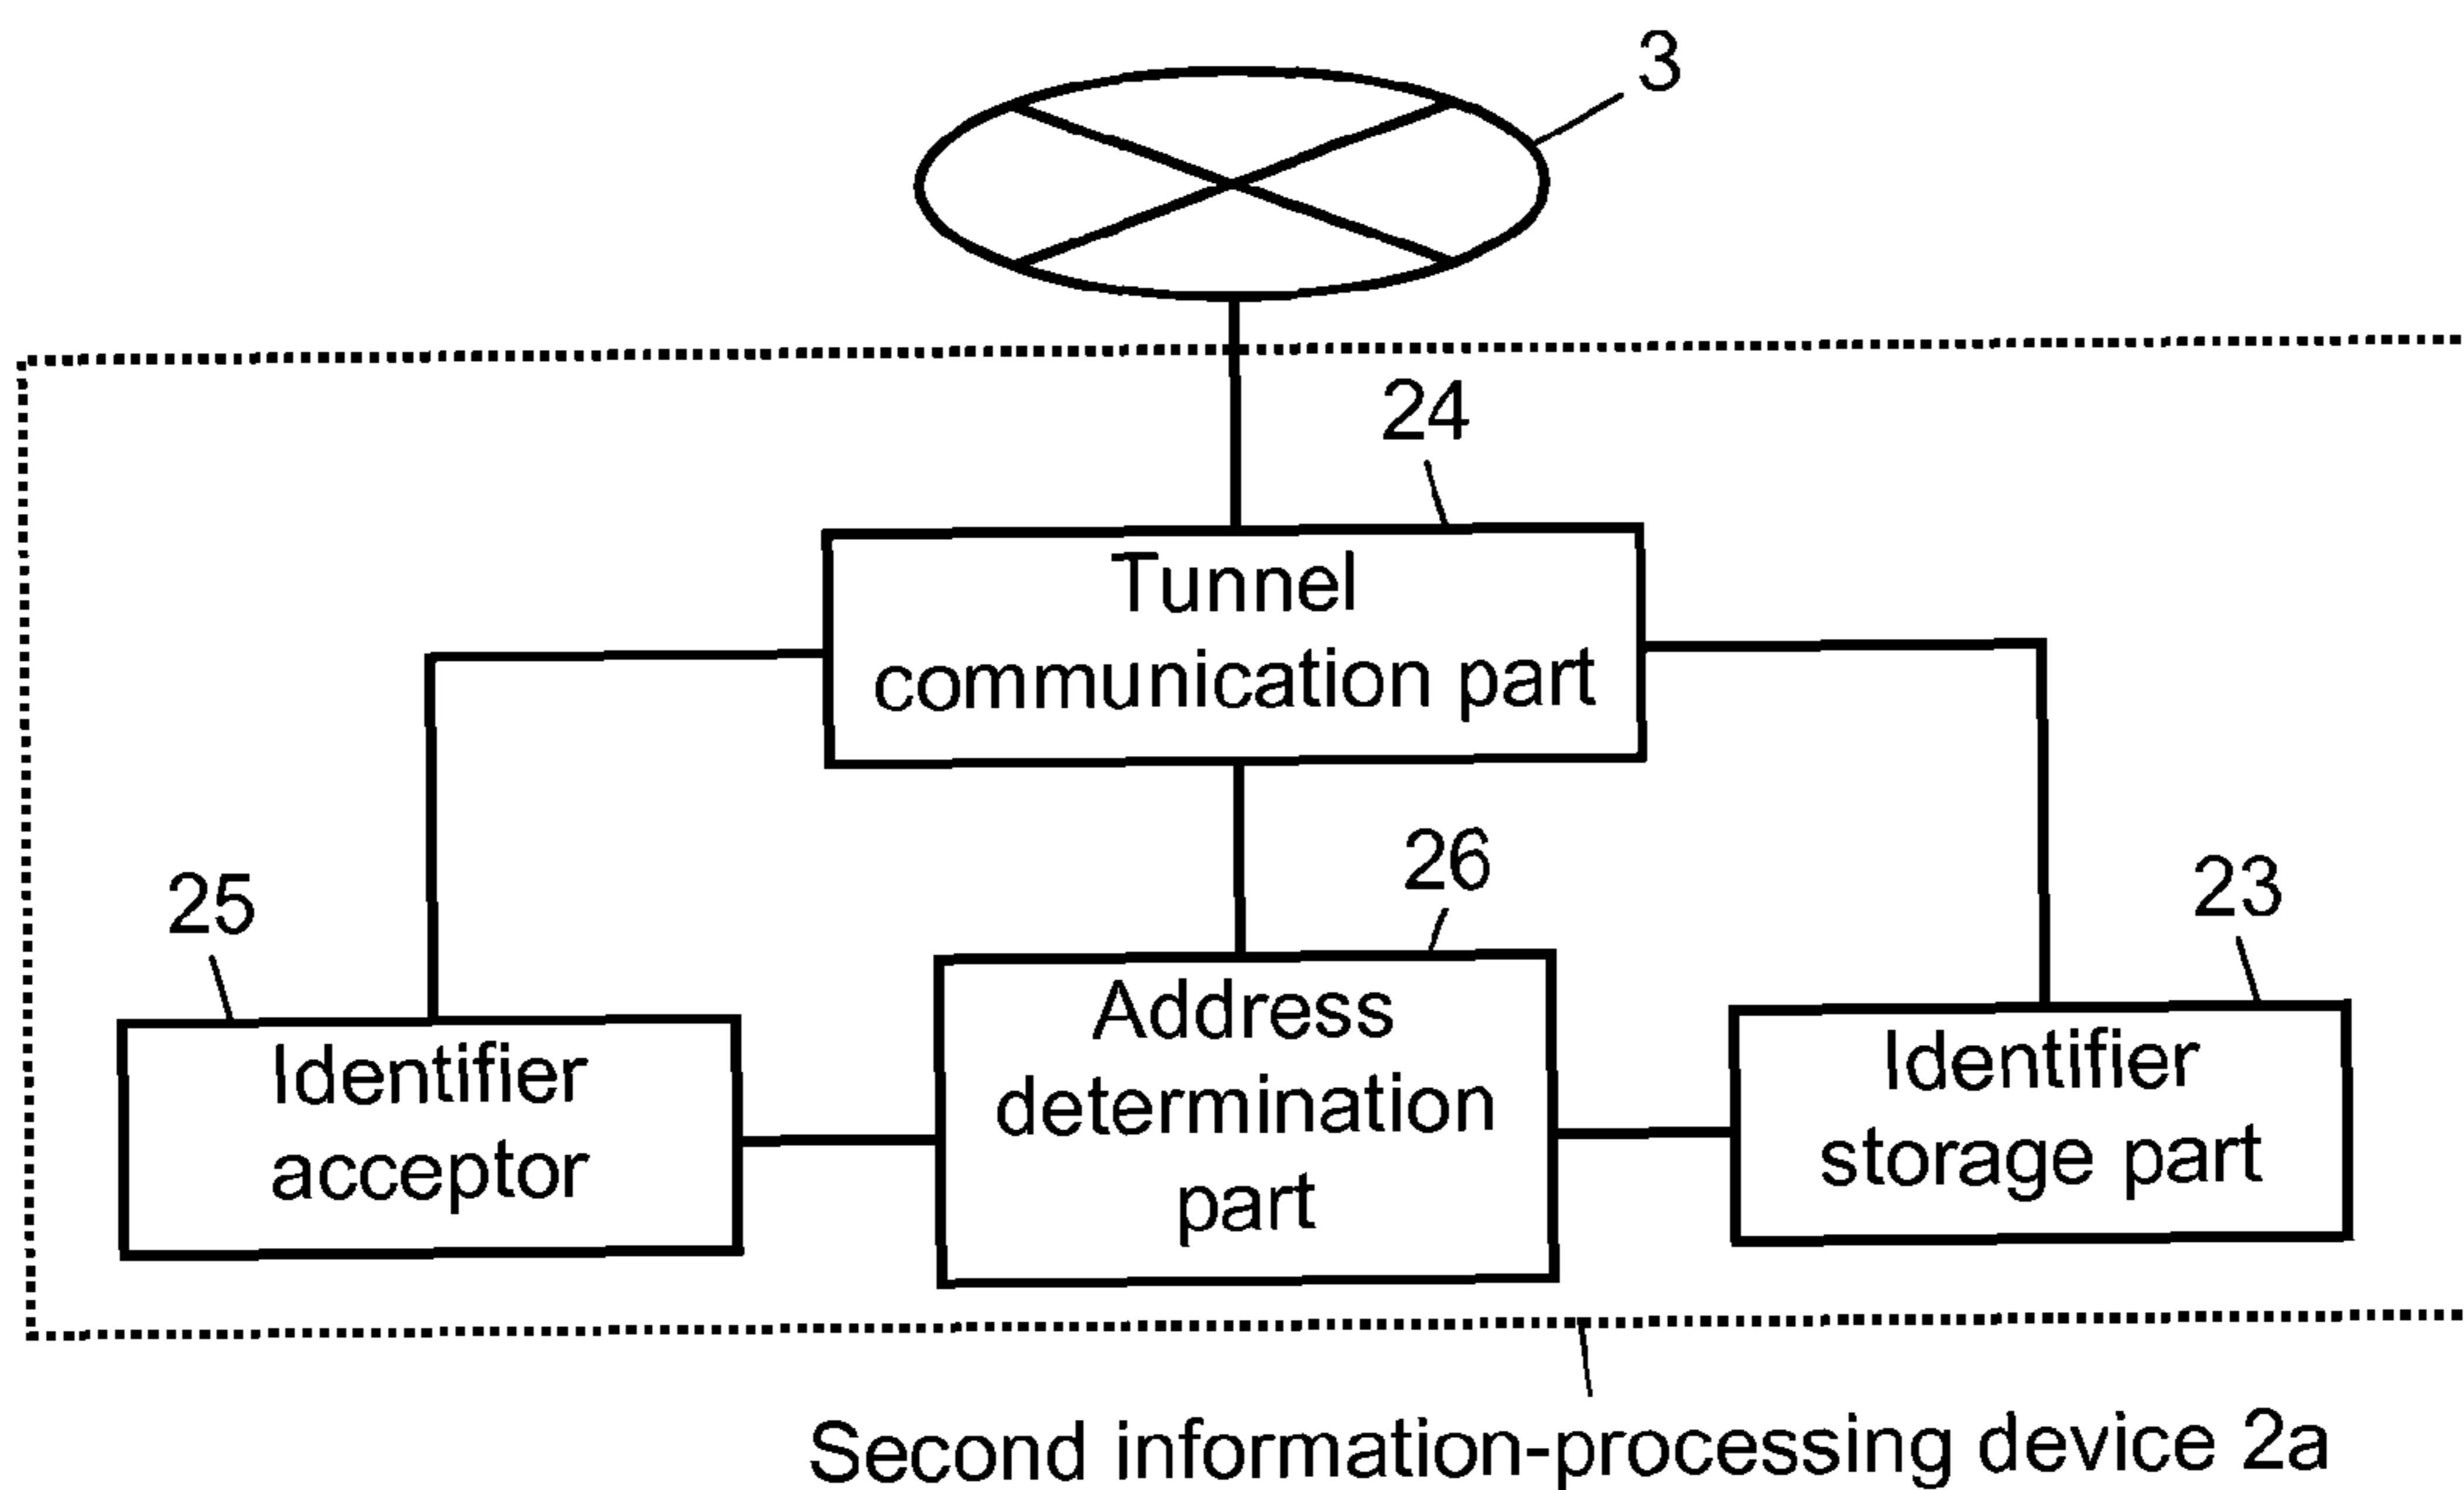 3
24
Tunnel
communication part
25
26
23
Identifier
acceptor
Address
determination
part
Identifier
storage part
Second information-processing device 2a